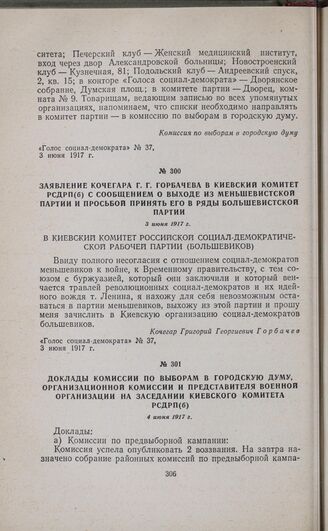 ситета; Печерский клуб — Женский медицинский институт,
вход через двор Александровской больницы; Новостроенский
клуб — Кузнечная, 81; Подольский клуб — Андреевский спуск,
2, кв. 15; в конторе «Голоса социал-демократа» — Дворянское
собрание, Думская площ.; в комитете партии — Дворец, комна-
та № 9. Товарищам, ведающим записью во всех упомянутых
организациях, напоминаем, что списки необходимо направлять
в комитет партии — в комиссию по выборам в городскую думу.
Комиссия по выборам в городскую думу
«Голос социал-демократа» № 37,
3 июня 1917 г.
№ 300
ЗАЯВЛЕНИЕ КОЧЕГАРА Г. Г. ГОРБАЧЕВА В КИЕВСКИЙ КОМИТЕТ
РСДРП(б) С СООБЩЕНИЕМ О ВЫХОДЕ ИЗ МЕНЬШЕВИСТСКОЙ
ПАРТИИ И ПРОСЬБОЙ ПРИНЯТЬ ЕГО В РЯДЫ БОЛЬШЕВИСТСКОЙ
ПАРТИИ
3 июня 1917 г.
В КИЕВСКИЙ КОМИТЕТ РОССИЙСКОЙ СОЦИАЛ-ДЕМОКРАТИЧЕ-
СКОЙ РАБОЧЕЙ ПАРТИИ (БОЛЬШЕВИКОВ)
Ввиду полного несогласия с отношением социал-демократов
меньшевиков к войне, к Временному правительству, с тем со-
юзом с буржуазией, который они заключили и который вен-
чается травлей революционных социал-демократов и их идей-
ного вождя т. Ленина, я нахожу для себя невозможным оста-
ваться в партии меньшевиков, выхожу из этой партии и прошу
меня зачислить в Киевскую организацию социал-демократов
большевиков.
Кочегар Григорий Георгиевич Горбачев
«Голос социал-демократа» № 37,
3 июня 1917 г.
№ 301
ДОКЛАДЫ КОМИССИИ ПО ВЫБОРАМ В ГОРОДСКУЮ ДУМУ,
ОРГАНИЗАЦИОННОЙ КОМИССИИ И ПРЕДСТАВИТЕЛЯ ВОЕННОЙ
ОРГАНИЗАЦИИ НА ЗАСЕДАНИИ КИЕВСКОГО КОМИТЕТА
РСДРП(б)
4 июня 1917 г.
Доклады:
а) Комиссии по предвыборной кампании:
Комиссия успела опубликовать 2 воззвания. На завтра на-
значено собрание районных комиссий по предвыборной кампа-
306